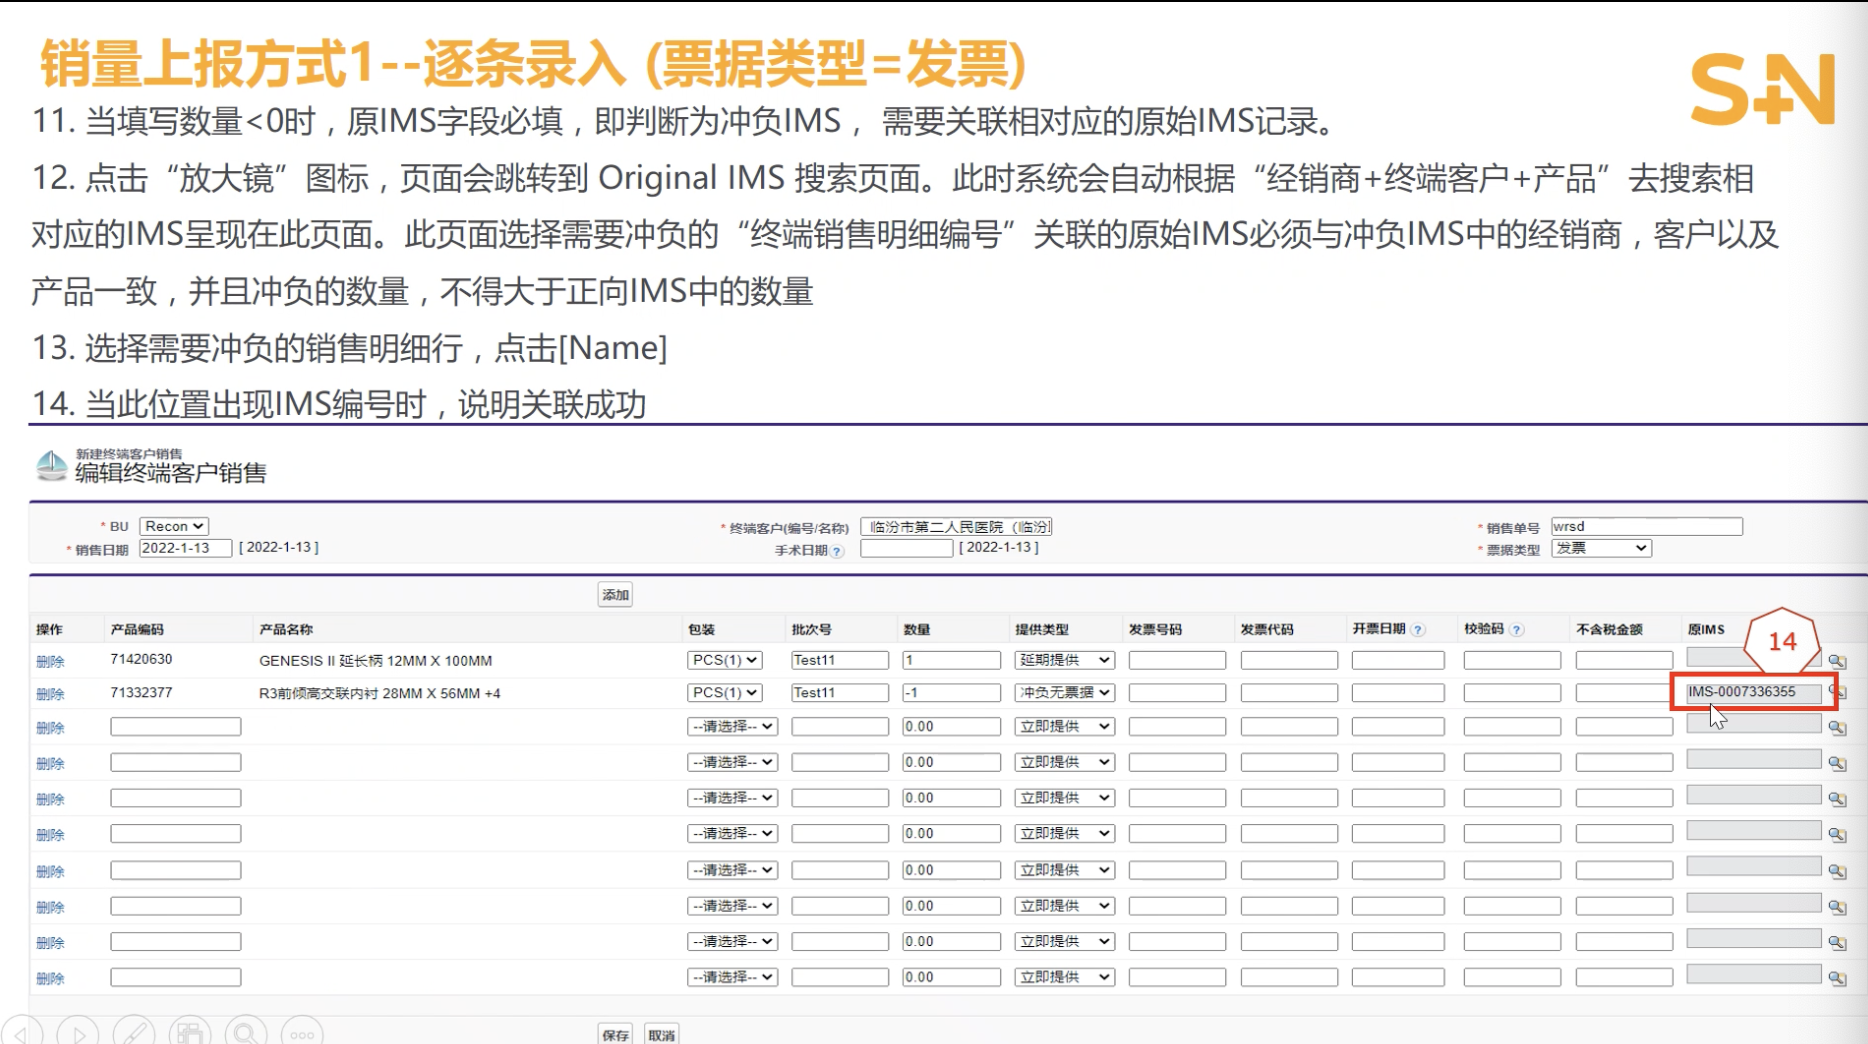 销量上报方式1--逐条录入 (票据类型=发票)
S+N
11. 当填写数量<0时，原IMS字段必填，即判断为冲负IMS， 需要关联相对应的原始IMS记录。
12. 点击“放大镜”图标，页面会跳转到 Original IMS 搜索页面。此时系统会自动根据“经销商+终端客户+产品”去搜索相
对应的IMS呈现在此页面。此页面选择需要冲负的“终端销售明细编号”关联的原始IMS必须与冲负IMS中的经销商，客户以及
产品一致，并且冲负的数量，不得大于正向IMS中的数量
13. 选择需要冲负的销售明细行，点击[Name]
14. 当此位置出现IMS编号时，说明关联成功
新建终端客户销售
编辑终端客户销售
* BU Recon * 终端客户(编号/名称) 临汾市第二人民医院（临汾 * 销售单号 wrsd
* 销售日期 2022-1-13 [ 2022-1-13 ] 手术日期 ? [ 2022-1-13 ] * 票据类型 发票
添加
操作 产品编码 产品名称 包装 批次号 数量 提供类型 发票号码 发票代码 开票日期 ? 校验码 ? 不含税金额 原IMS 14
删除 71420630 GENESIS II 延长柄 12MM X 100MM PCS(1) Test11 1 延期提供
删除 71332377 R3前倾高交联内衬 28MM X 56MM +4 PCS(1) Test11 -1 冲负无票据 IMS-0007336355
删除 --请选择-- 0.00 立即提供
删除 --请选择-- 0.00 立即提供
删除 --请选择-- 0.00 立即提供
删除 --请选择-- 0.00 立即提供
删除 --请选择-- 0.00 立即提供
删除 --请选择-- 0.00 立即提供
删除 --请选择-- 0.00 立即提供
删除 --请选择-- 0.00 立即提供
保存 取消